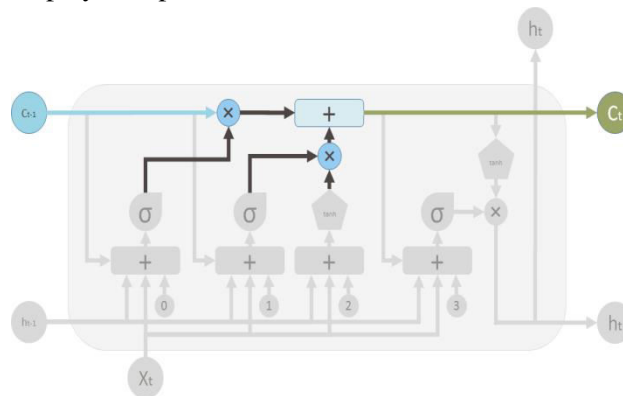 hₜ
Cₜ₋₁
×
+
Cₜ
×
tanh
σ
σ
tanh
σ
×
+
+
+
+
hₜ₋₁
0
1
2
3
hₜ
Xₜ